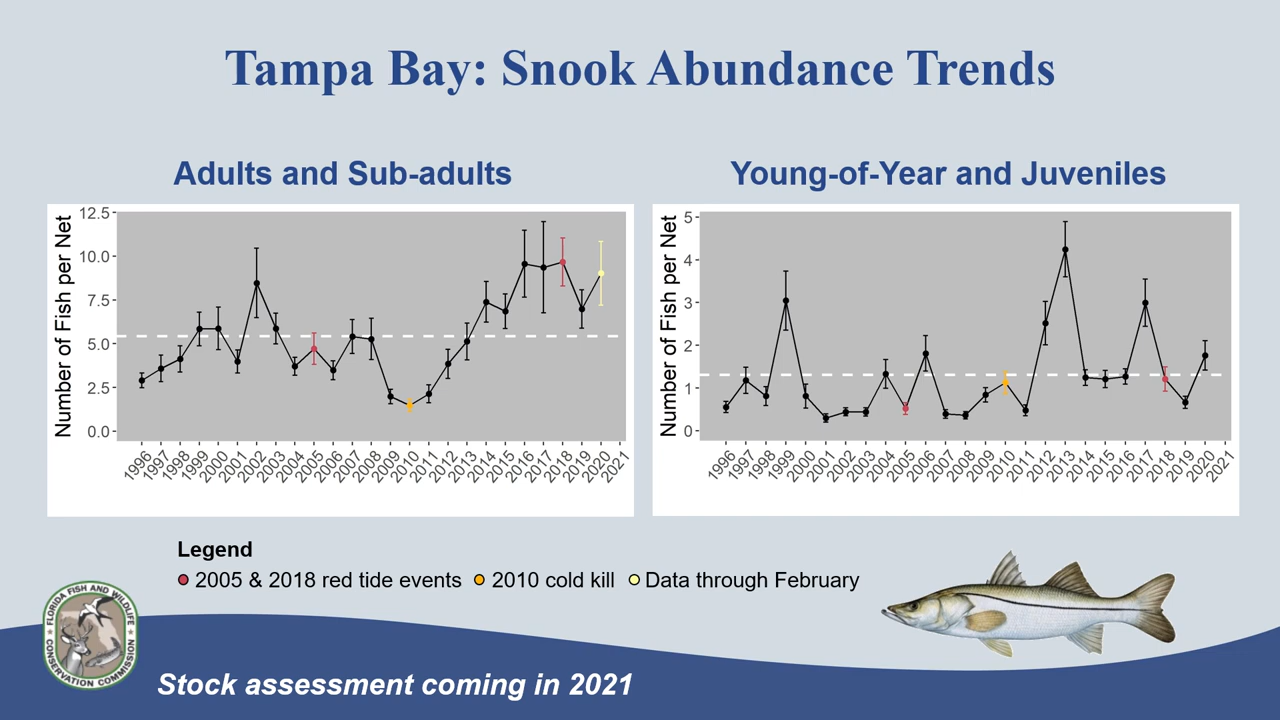 Tampa Bay: Snook Abundance Trends
Adults and Sub-adults
Number of Fish per Net
12.5
10.0
7.5
5.0
2.5
0.0
1996 1997 1998 1999 2000 2001 2002 2003 2004 2005 2006 2007 2008 2009 2010 2011 2012 2013 2014 2015 2016 2017 2018 2019 2020 2021
Young-of-Year and Juveniles
Number of Fish per Net
5
4
3
2
1
0
1996 1997 1998 1999 2000 2001 2002 2003 2004 2005 2006 2007 2008 2009 2010 2011 2012 2013 2014 2015 2016 2017 2018 2019 2020 2021
Legend
2005 & 2018 red tide events 2010 cold kill Data through February
FLORIDA FISH AND WILDLIFE
CONSERVATION COMMISSION
Stock assessment coming in 2021